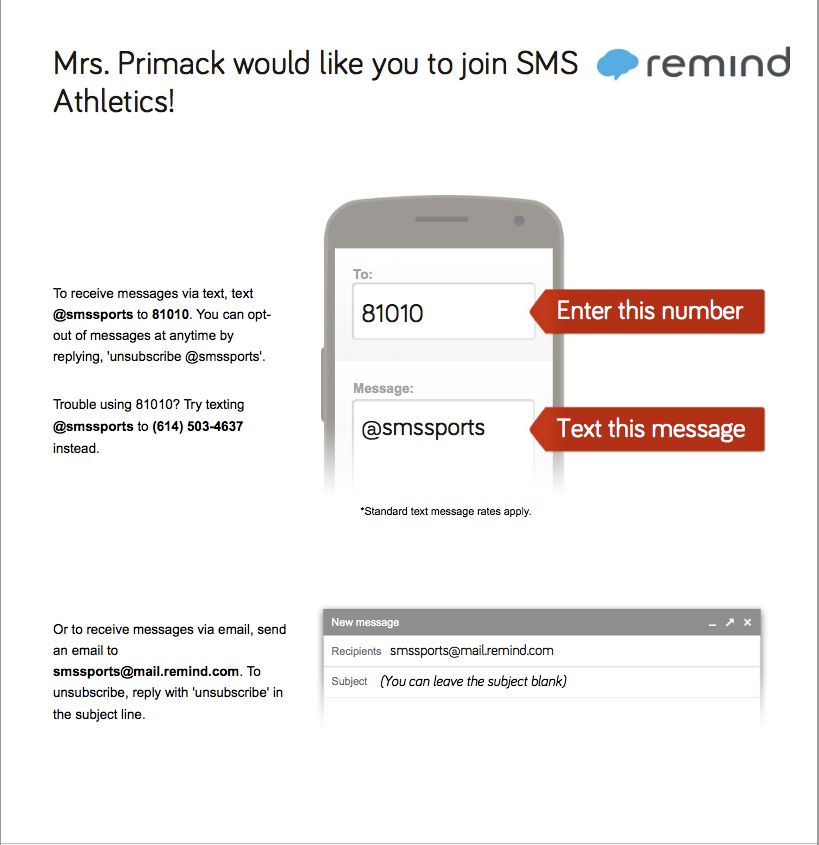 Mrs. Primack would like you to join SMS
Athletics!
remind
To receive messages via text, text
@smssports to 81010. You can opt-
out of messages at anytime by
replying, 'unsubscribe @smssports'.
Trouble using 81010? Try texting
@smssports to (614) 503-4637
instead.
To:
81010
Enter this number
Message:
@smssports
Text this message
*Standard text message rates apply.
Or to receive messages via email, send
an email to
smssports@mail.remind.com. To
unsubscribe, reply with 'unsubscribe' in
the subject line.
New message
Recipients smssports@mail.remind.com
Subject (You can leave the subject blank)